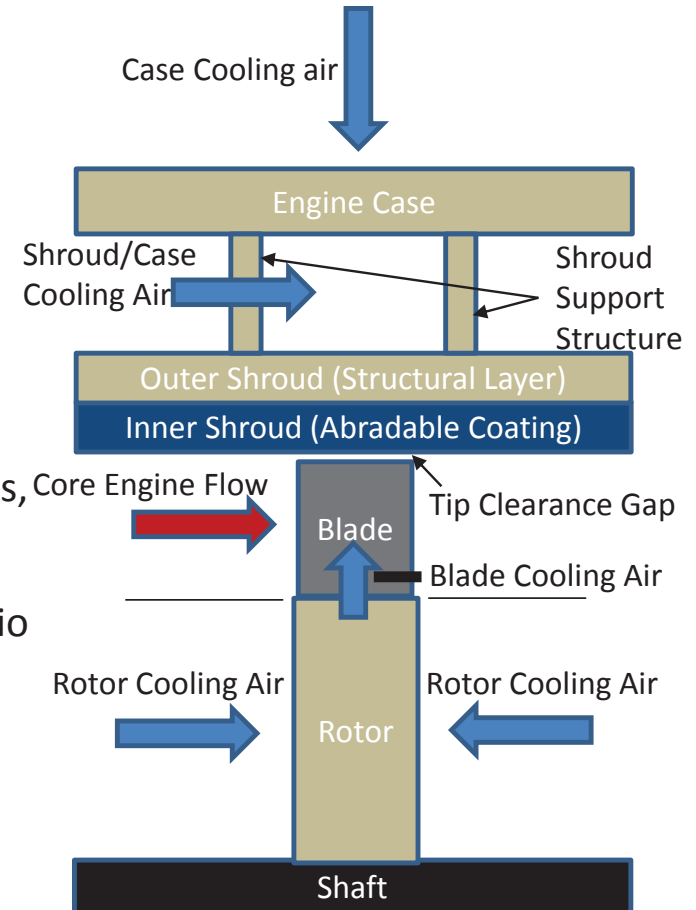 Case Cooling air
Engine Case
Shroud/Case
Cooling Air
Shroud
Support
Structure
Outer Shroud (Structural Layer)
Inner Shroud (Abradable Coating)
s,
Core Engine Flow
Tip Clearance Gap
Blade
Blade Cooling Air
io
Rotor Cooling Air
Rotor Cooling Air
Rotor
Shaft